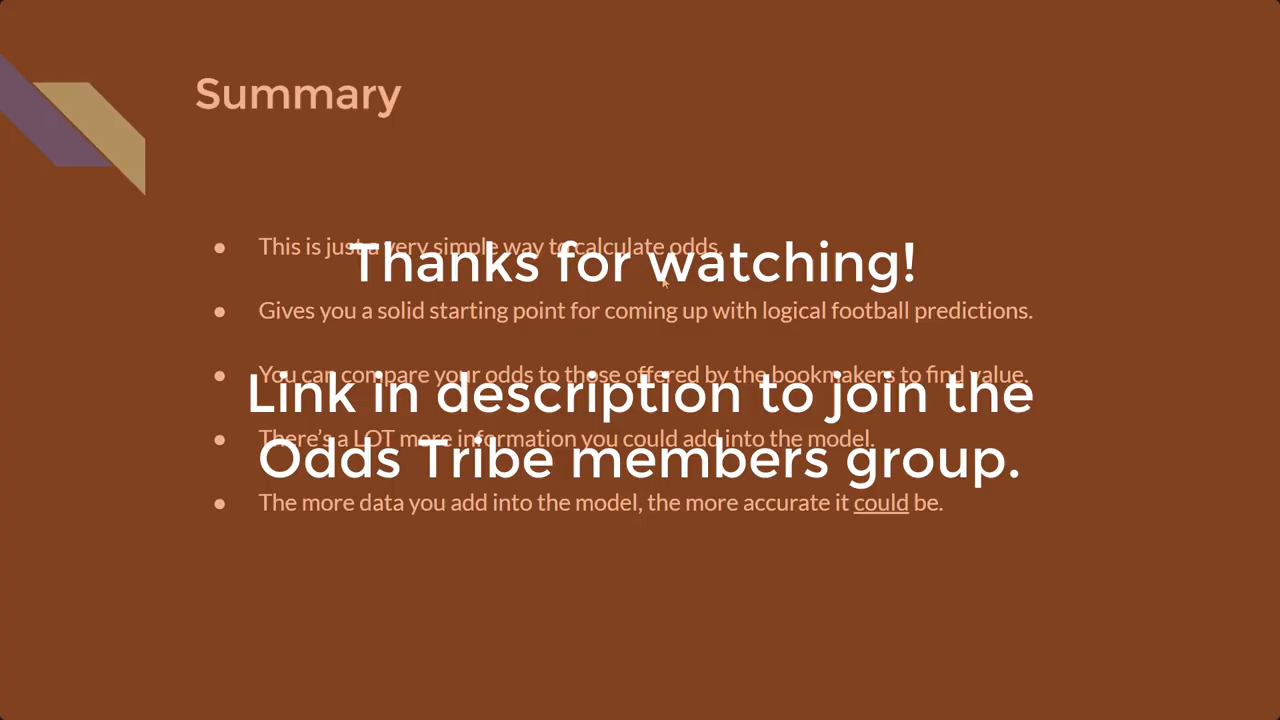 Summary
This is just a very simple way to calculate odds.
Thanks for watching!
Gives you a solid starting point for coming up with logical football predictions.
You can compare your odds to those offered by the bookmakers to find value.
Link in description to join the
There's a LOT more information you could add into the model.
Odds Tribe members group.
The more data you add into the model, the more accurate it could be.